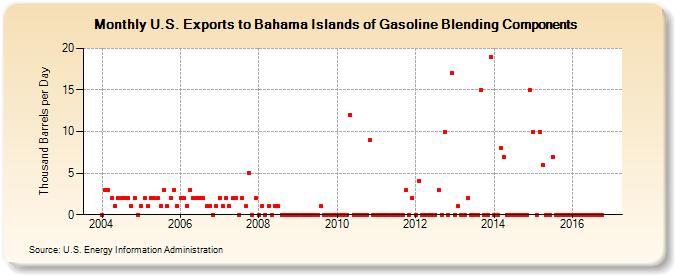 Monthly U.S. Exports to Bahama Islands of Gasoline Blending Components
Thousand Barrels per Day
20
15
10
5
0
2004 2006 2008 2010 2012 2014 2016
Source: U.S. Energy Information Administration